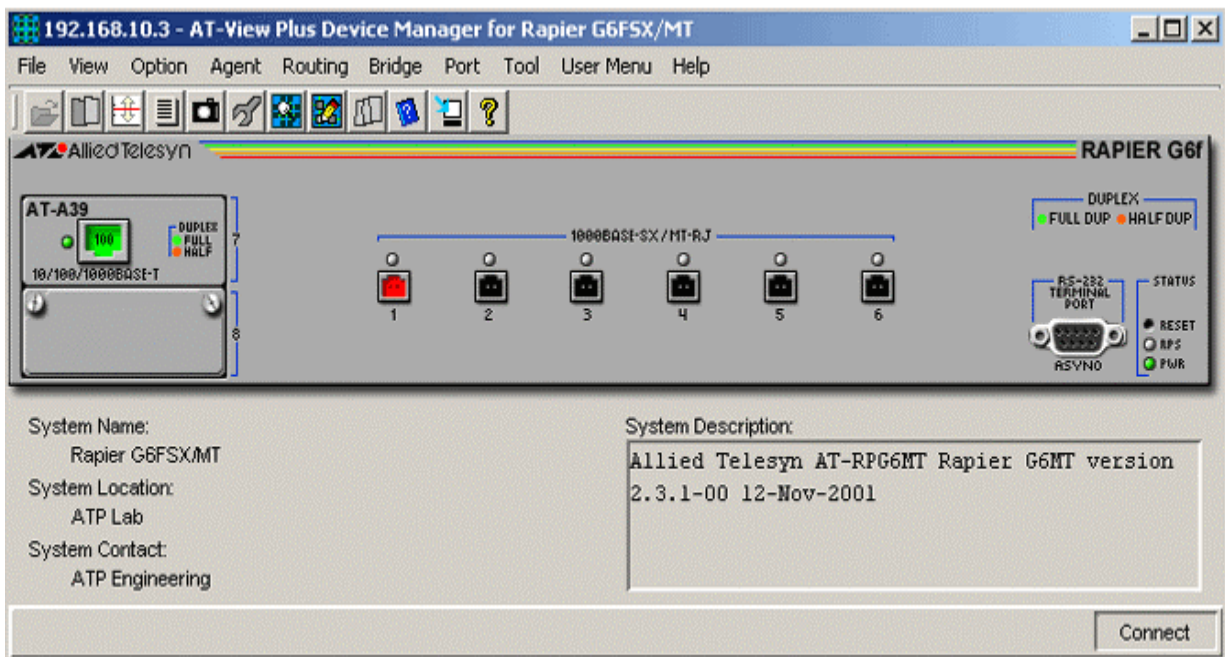 192.168.10.3 - AT-View Plus Device Manager for Rapier G6FSX/MT
File View Option Agent Routing Bridge Port Tool User Menu Help
Allied Telesyn
RAPIER G6f
AT-A39
100
DUPLEX
FULL
HALF
10/100/1000BASE-T
7
8
1000BASE-SX/MT-RJ
1 2 3 4 5 6
DUPLEX
FULL DUP HALF DUP
RS-232
TERMINAL
PORT
ASYN0
STATUS
RESET
RPS
PWR
System Name:
Rapier G6FSX/MT
System Location:
ATP Lab
System Contact:
ATP Engineering
System Description:
Allied Telesyn AT-RPG6MT Rapier G6MT version
2.3.1-00 12-Nov-2001
Connect